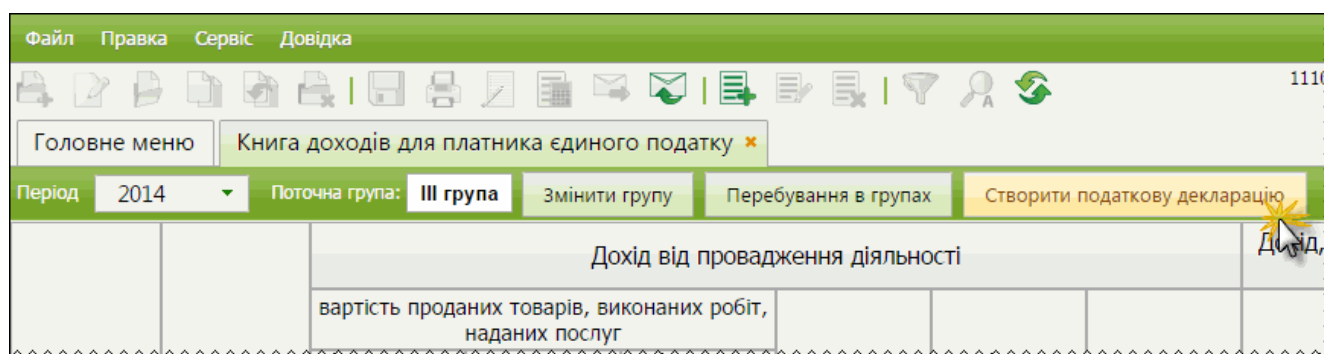 Файл Правка Сервіс Довідка
1110
Головне меню Книга доходів для платника єдиного податку
Період 2014 Поточна група: III група Змінити групу Перебування в групах Створити податкову декларацію
Дохід від провадження діяльності
вартість проданих товарів, виконаних робіт,
наданих послуг